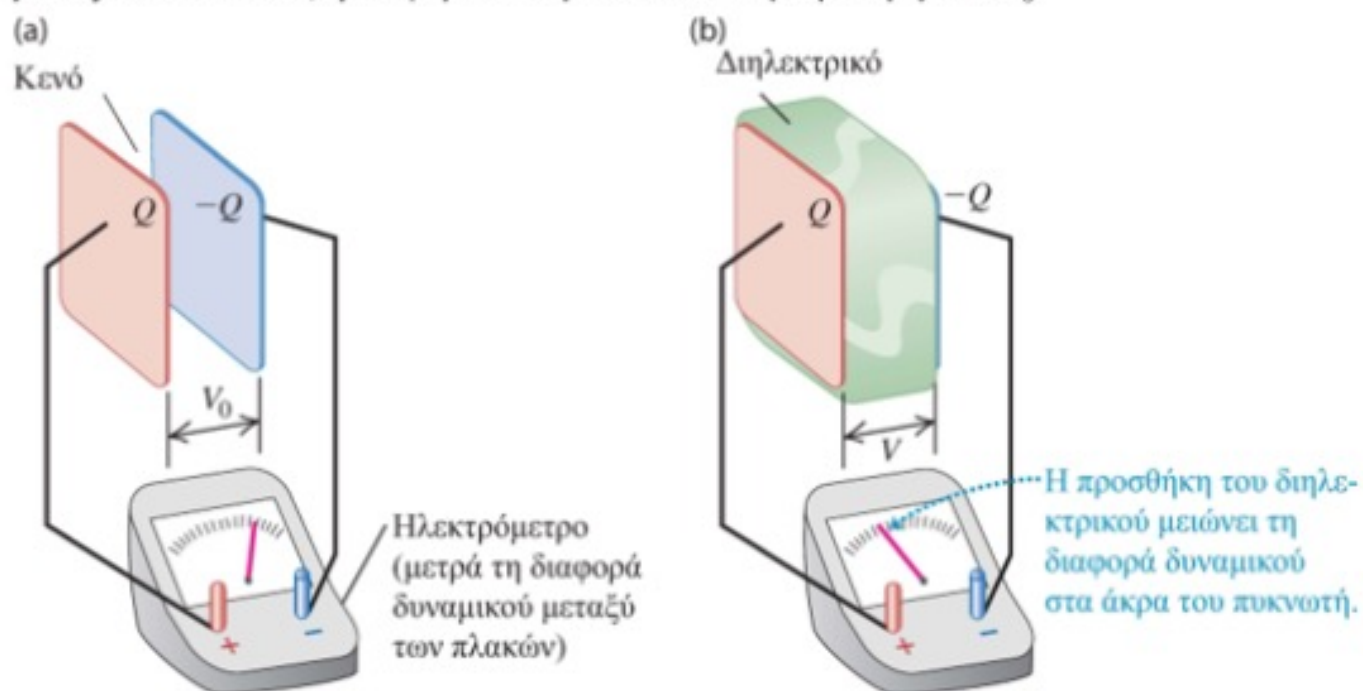 (a)
Κενό
Q
−Q
V₀
Ηλεκτρόμετρο
(μετρά τη διαφορά
δυναμικού μεταξύ
των πλακών)
+
−
(b)
Διηλεκτρικό
Q
−Q
V
Η προσθήκη του διηλε-
κτρικού μειώνει τη
διαφορά δυναμικού
στα άκρα του πυκνωτή.
+
−